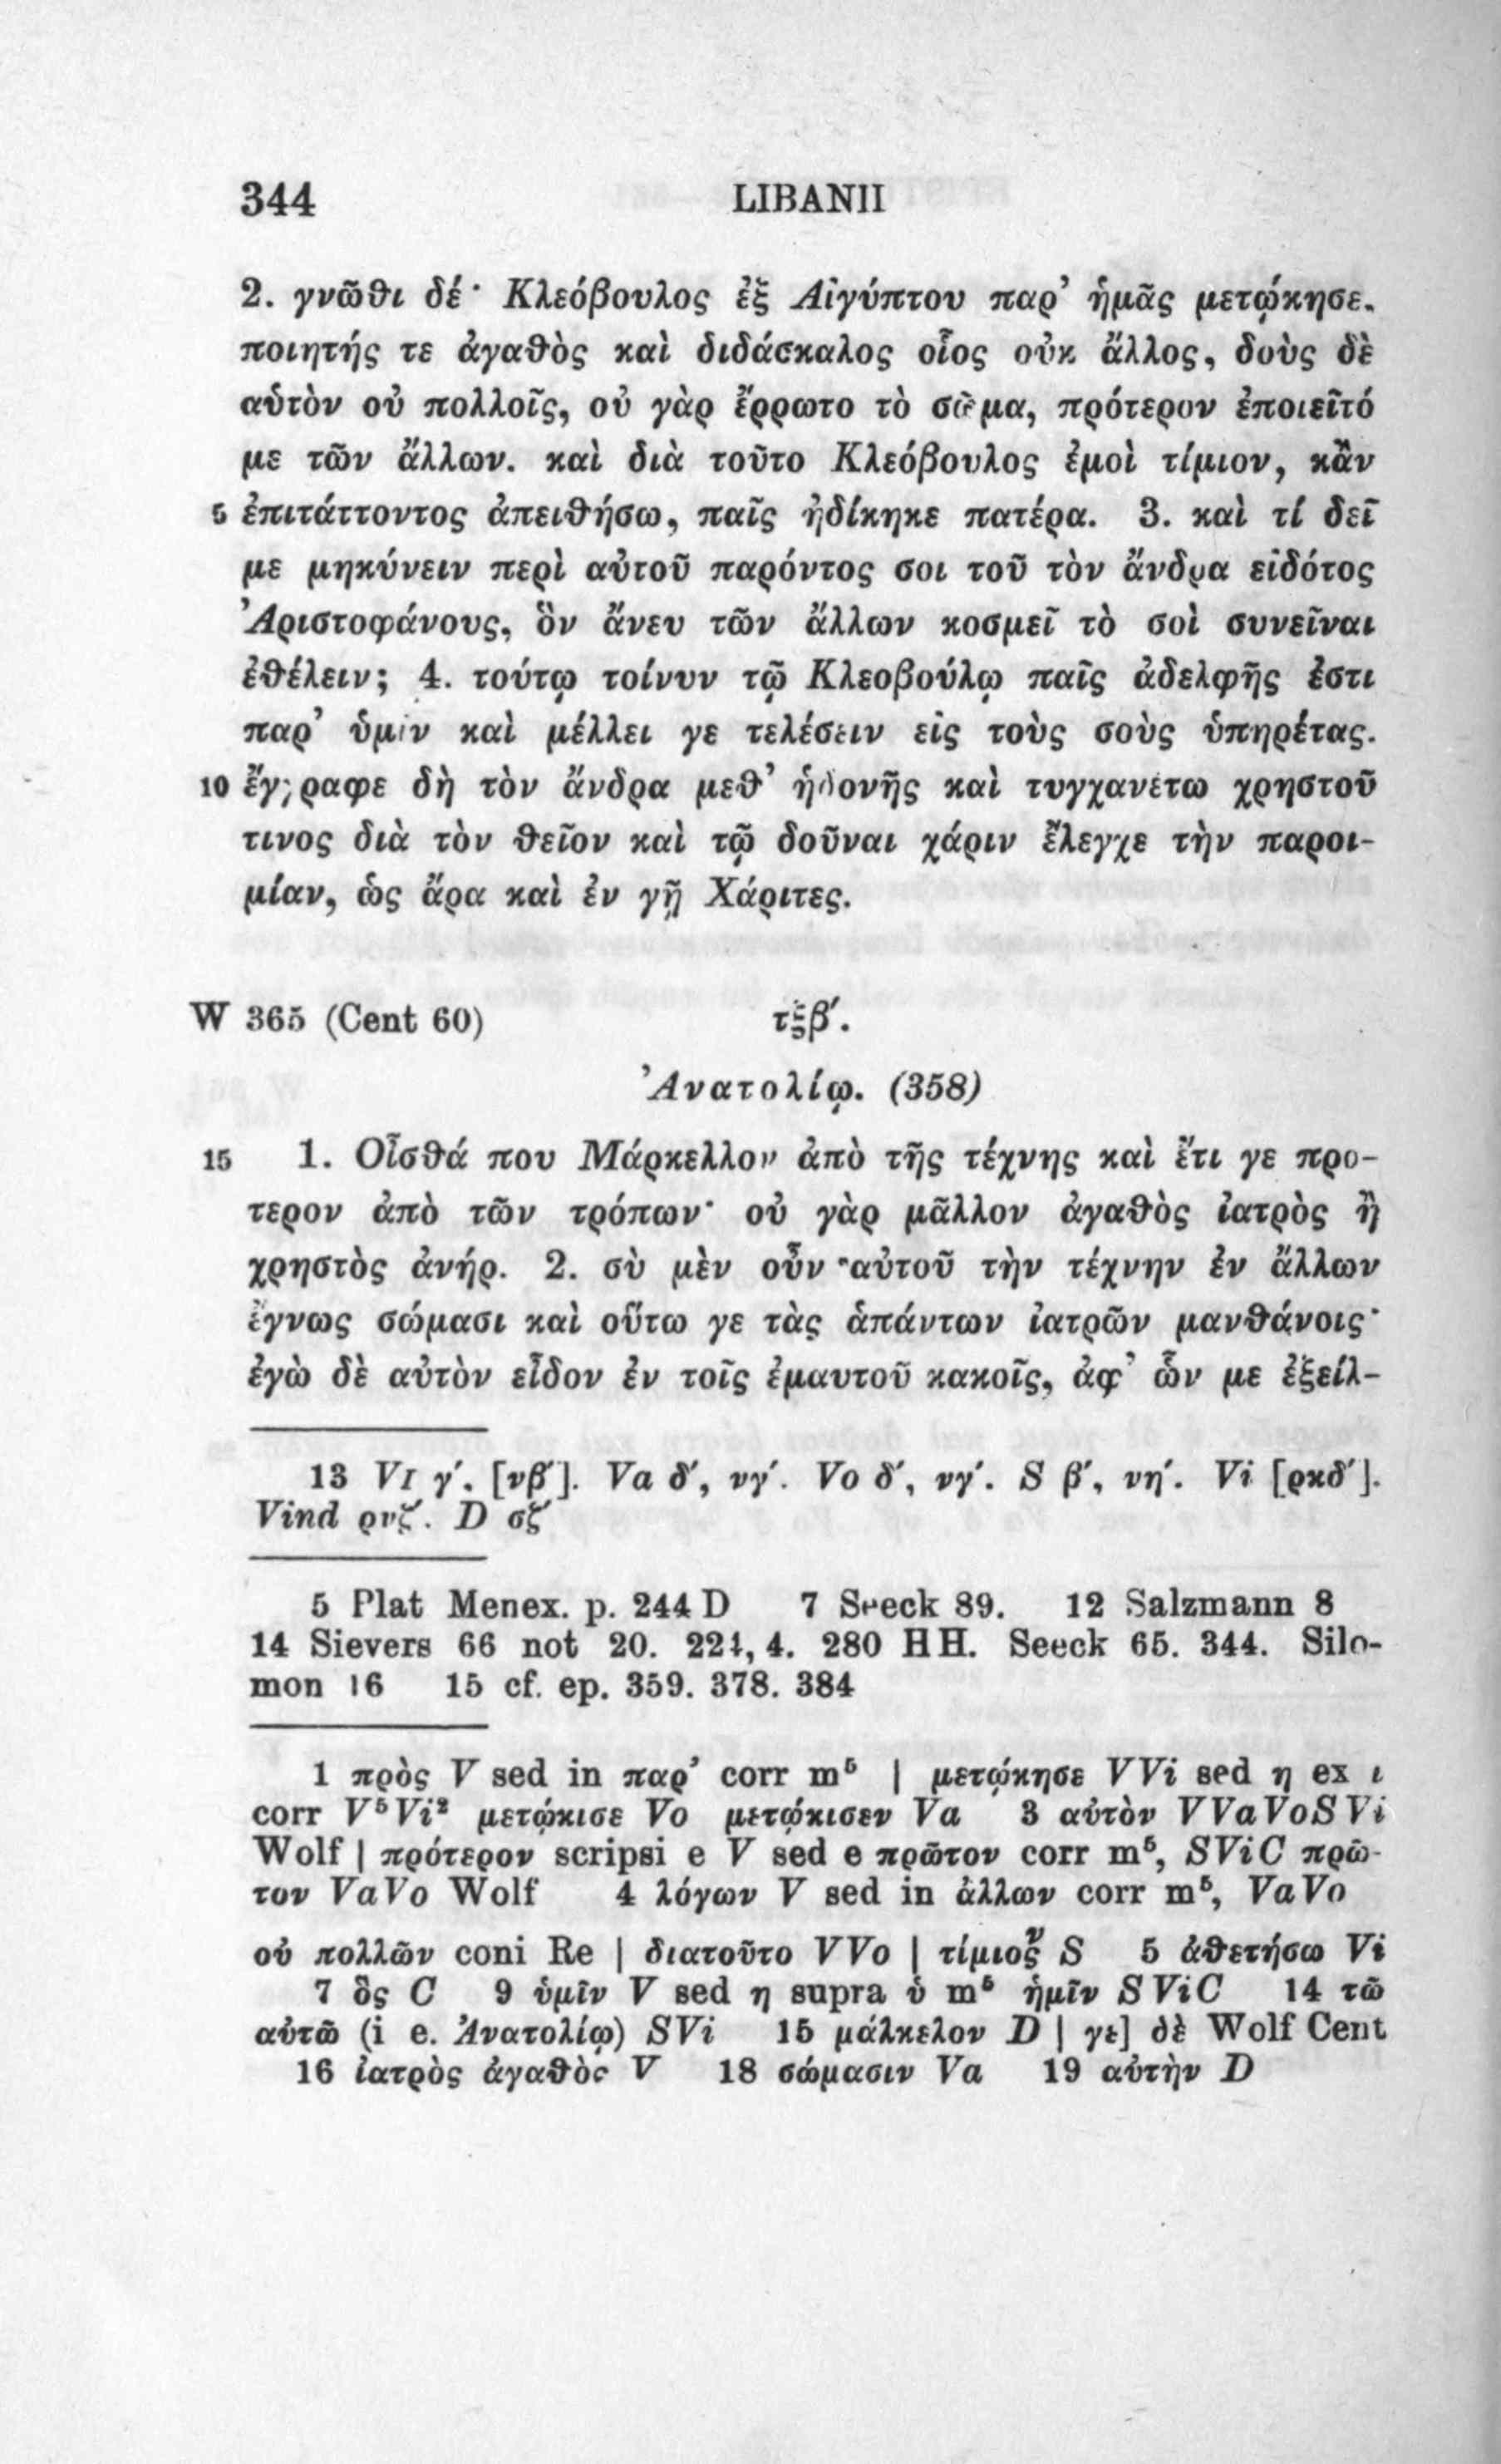 344 LIBANII
2. γνῶθι δέ· Κλεόβουλος ἐξ Αἰγύπτου παρ’ ἡμᾶς μετῴκησε.
ποιητής τε ἀγαθὸς καὶ διδάσκαλος οἷος οὐκ ἄλλος, δοὺς δὲ
αὑτὸν οὐ πολλοῖς, οὐ γὰρ ἔρρωτο τὸ σῶμα, πρότερον ἐποιεῖτό
με τῶν ἄλλων. καὶ διὰ τοῦτο Κλεόβουλος ἐμοὶ τίμιον, κἂν
5 ἐπιτάττοντος ἀπειθήσω, παῖς ἠδίκηκε πατέρα. 3. καὶ τί δεῖ
με μηκύνειν περὶ αὐτοῦ παρόντος σοι τοῦ τὸν ἄνδρα εἰδότος
Ἀριστοφάνους, ὃν ἄνευ τῶν ἄλλων κοσμεῖ τὸ σοὶ συνεῖναι
ἐθέλειν; 4. τούτῳ τοίνυν τῷ Κλεοβούλῳ παῖς ἀδελφῆς ἐστι
παρ’ ὑμῖν καὶ μέλλει γε τελέσειν εἰς τοὺς σοὺς ὑπηρέτας.
10 ἔγγραφε δὴ τὸν ἄνδρα μεθ’ ἡδονῆς καὶ τυγχανέτω χρηστοῦ
τινος διὰ τὸν θεῖον καὶ τῷ δοῦναι χάριν ἔλεγχε τὴν παροι-
μίαν, ὡς ἄρα καὶ ἐν γῇ Χάριτες.
W 365 (Cent 60) τξβ′.
Ἀνατολίῳ. (358)
15 1. Οἶσθά που Μάρκελλον ἀπὸ τῆς τέχνης καὶ ἔτι γε πρό-
τερον ἀπὸ τῶν τρόπων· οὐ γὰρ μᾶλλον ἀγαθὸς ἰατρὸς ἢ
χρηστὸς ἀνήρ. 2. σὺ μὲν οὖν αὐτοῦ τὴν τέχνην ἐν ἄλλων
ἔγνως σώμασι καὶ οὕτω γε τὰς ἁπάντων ἰατρῶν μανθάνοις·
ἐγὼ δὲ αὐτὸν εἶδον ἐν τοῖς ἐμαυτοῦ κακοῖς, ἀφ’ ὧν με ἐξείλ-
13 VI γ′. [νβ′]. Va δ′, νγ′. Vo δ′, νγ′. S β′, νη′. Vi [ρκδ′].
Vind ρνζ′. D σζ′
5 Plat Menex. p. 244 D 7 Seeck 89. 12 Salzmann 8
14 Sievers 66 not 20. 224, 4. 280 HH. Seeck 65. 344. Silo-
mon 16 15 cf. ep. 359. 378. 384
1 πρὸς V sed in παρ’ corr m⁵ | μετῴκησε VVi sed η ex ι
corr V⁵Vi² μετῴκισε Vo μετῴκισεν Va 3 αὐτὸν VVaVoSVi
Wolf | πρότερον scripsi e V sed e πρῶτον corr m⁵, SViC πρῶ-
τον VaVo Wolf 4 λόγων V sed in ἄλλων corr m⁵, VaVo
οὐ πολλῶν coni Re | διατοῦτο VVo | τίμιοςν S 5 ἀθετήσω Vi
7 ὃς C 9 ὑμῖν V sed η supra ὑ m⁵ ἡμῖν SViC 14 τῶ
αὐτῶ (i e. Ἀνατολίῳ) SVi 15 μάλκελον D | γε] δὲ Wolf Cent
16 ἰατρὸς ἀγαθὸς V 18 σώμασιν Va 19 αὐτὴν D